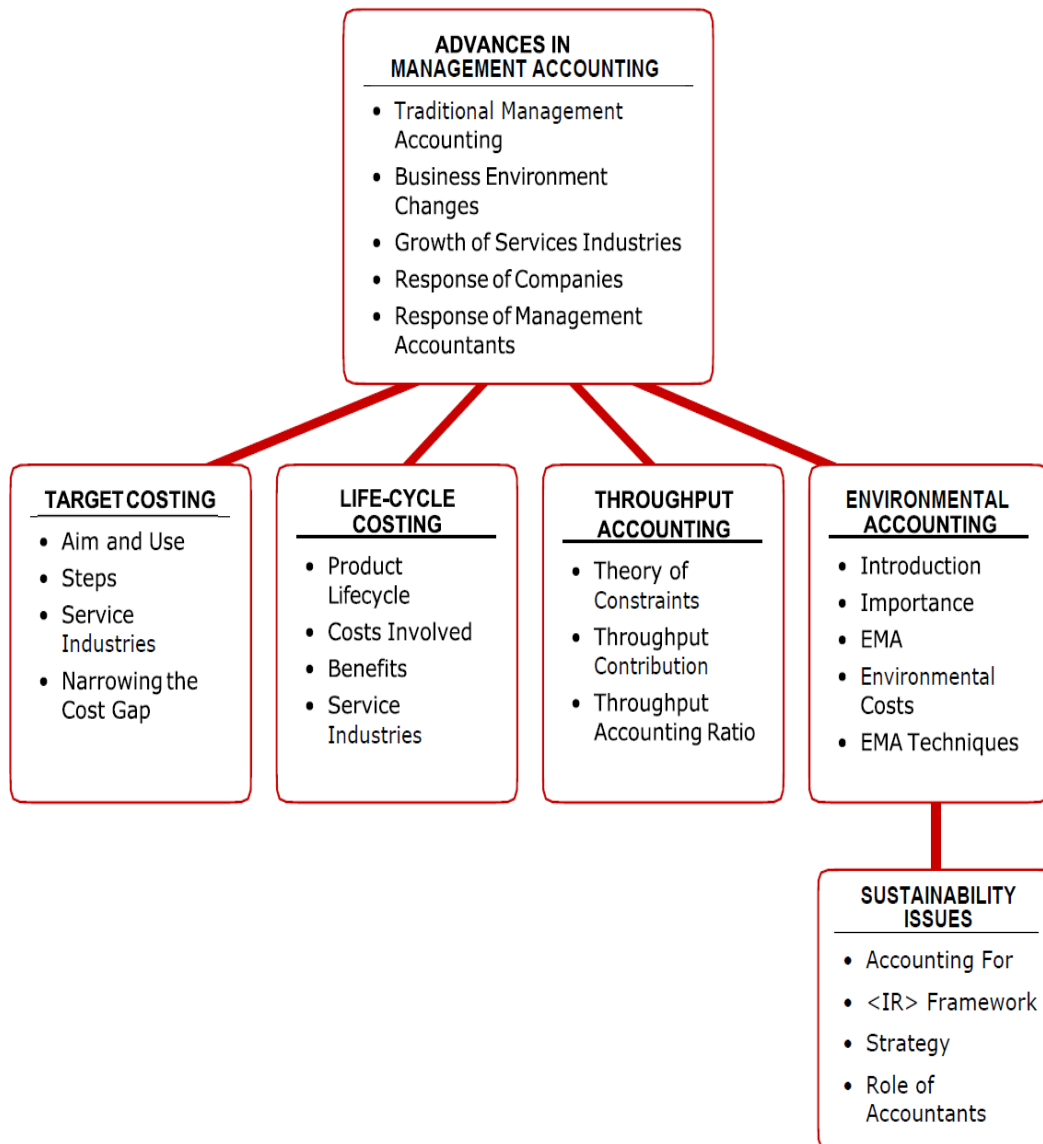 ADVANCES IN
MANAGEMENT ACCOUNTING
• Traditional Management
Accounting
• Business Environment
Changes
• Growth of Services Industries
• Response of Companies
• Response of Management
Accountants
TARGET COSTING
• Aim and Use
• Steps
• Service
Industries
• Narrowing the
Cost Gap
LIFE-CYCLE
COSTING
• Product
Lifecycle
• Costs Involved
• Benefits
• Service
Industries
THROUGHPUT
ACCOUNTING
• Theory of
Constraints
• Throughput
Contribution
• Throughput
Accounting Ratio
ENVIRONMENTAL
ACCOUNTING
• Introduction
• Importance
• EMA
• Environmental
Costs
• EMA Techniques
SUSTAINABILITY
ISSUES
• Accounting For
• <IR> Framework
• Strategy
• Role of
Accountants